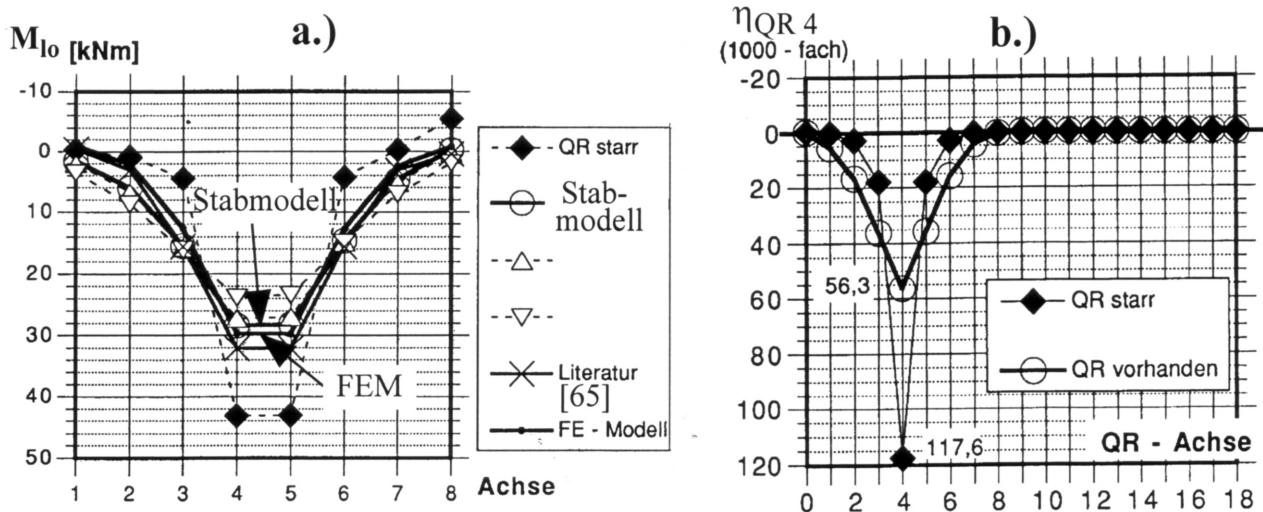 a.)
M lo [kNm]
-10
0
10
20
30
40
50
1 2 3 4 5 6 7 8
Achse
Stabmodell
FEM
QR starr
Stab-
modell
Literatur
[65]
FE - Modell
b.)
η QR 4
(1000 - fach)
-20
0
20
40
60
80
100
120
0 2 4 6 8 10 12 14 16 18
56,3
117,6
QR starr
QR vorhanden
QR - Achse